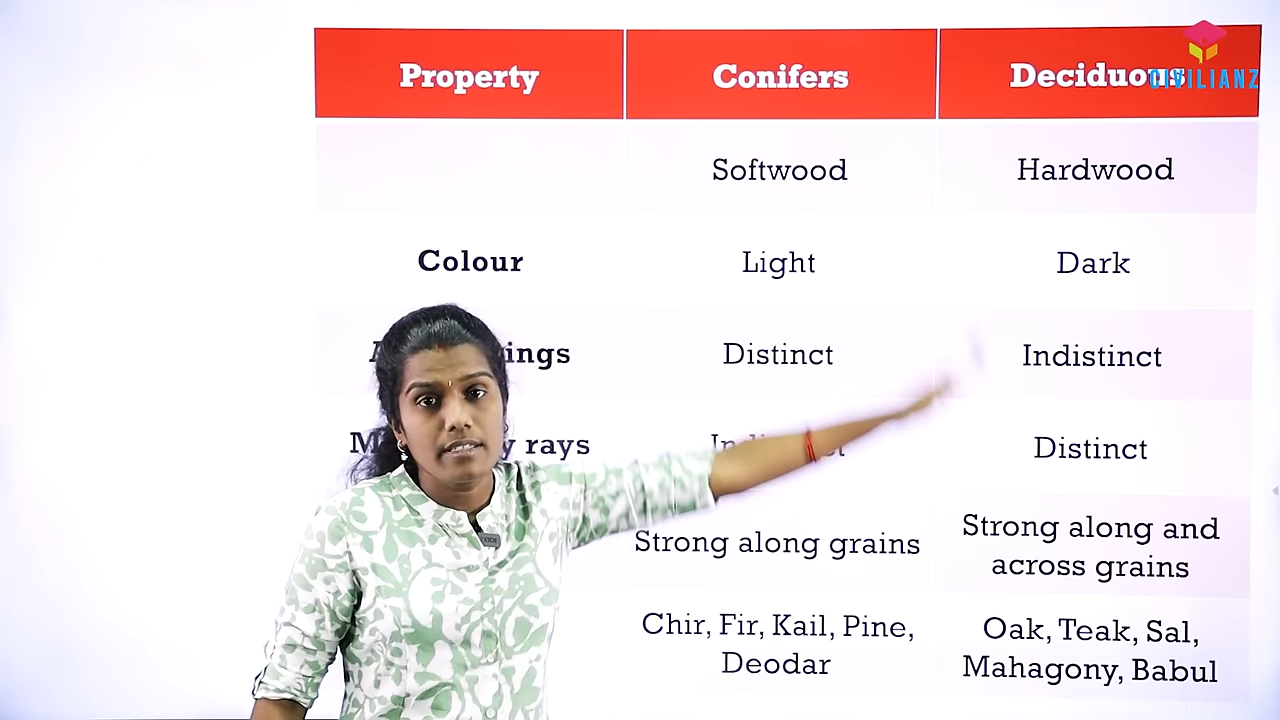 Property Conifers Deciduous
CIVILIANZ
Softwood Hardwood
Colour Light Dark
Distinct Indistinct
rays Distinct
Strong along grains Strong along and
across grains
Chir, Fir, Kail, Pine, Oak, Teak, Sal,
Deodar Mahagony, Babul